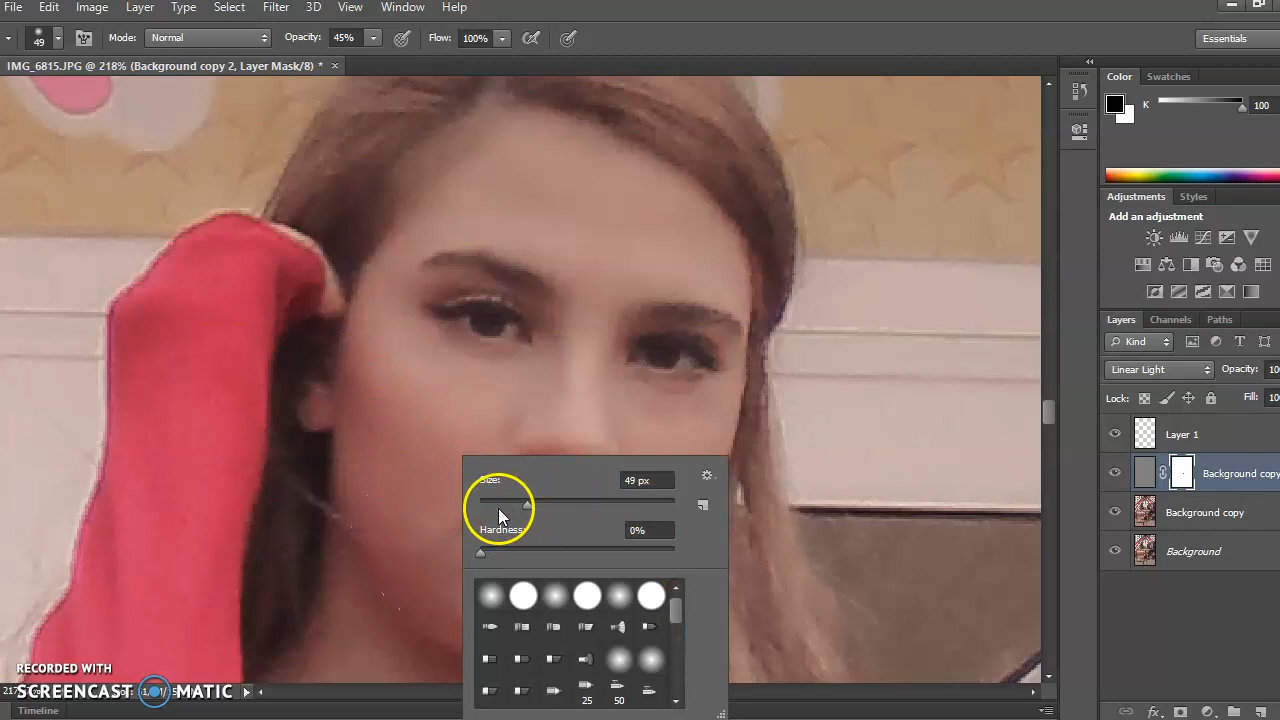 File Edit Image Layer Type Select Filter 3D View Window Help
49 Mode: Normal Opacity: 45% Flow: 100% Essentials
IMG_6815.JPG @ 218% (Background copy 2, Layer Mask/8) * ×
Color Swatches
K 100
Adjustments Styles
Add an adjustment
Layers Channels Paths
Kind
Linear Light Opacity: 10
Lock: Fill: 10
Layer 1
Background copy
Background copy
Background
Size: 49 px
Hardness: 0%
25 50
RECORDED WITH
SCREENCAST MATIC
Timeline